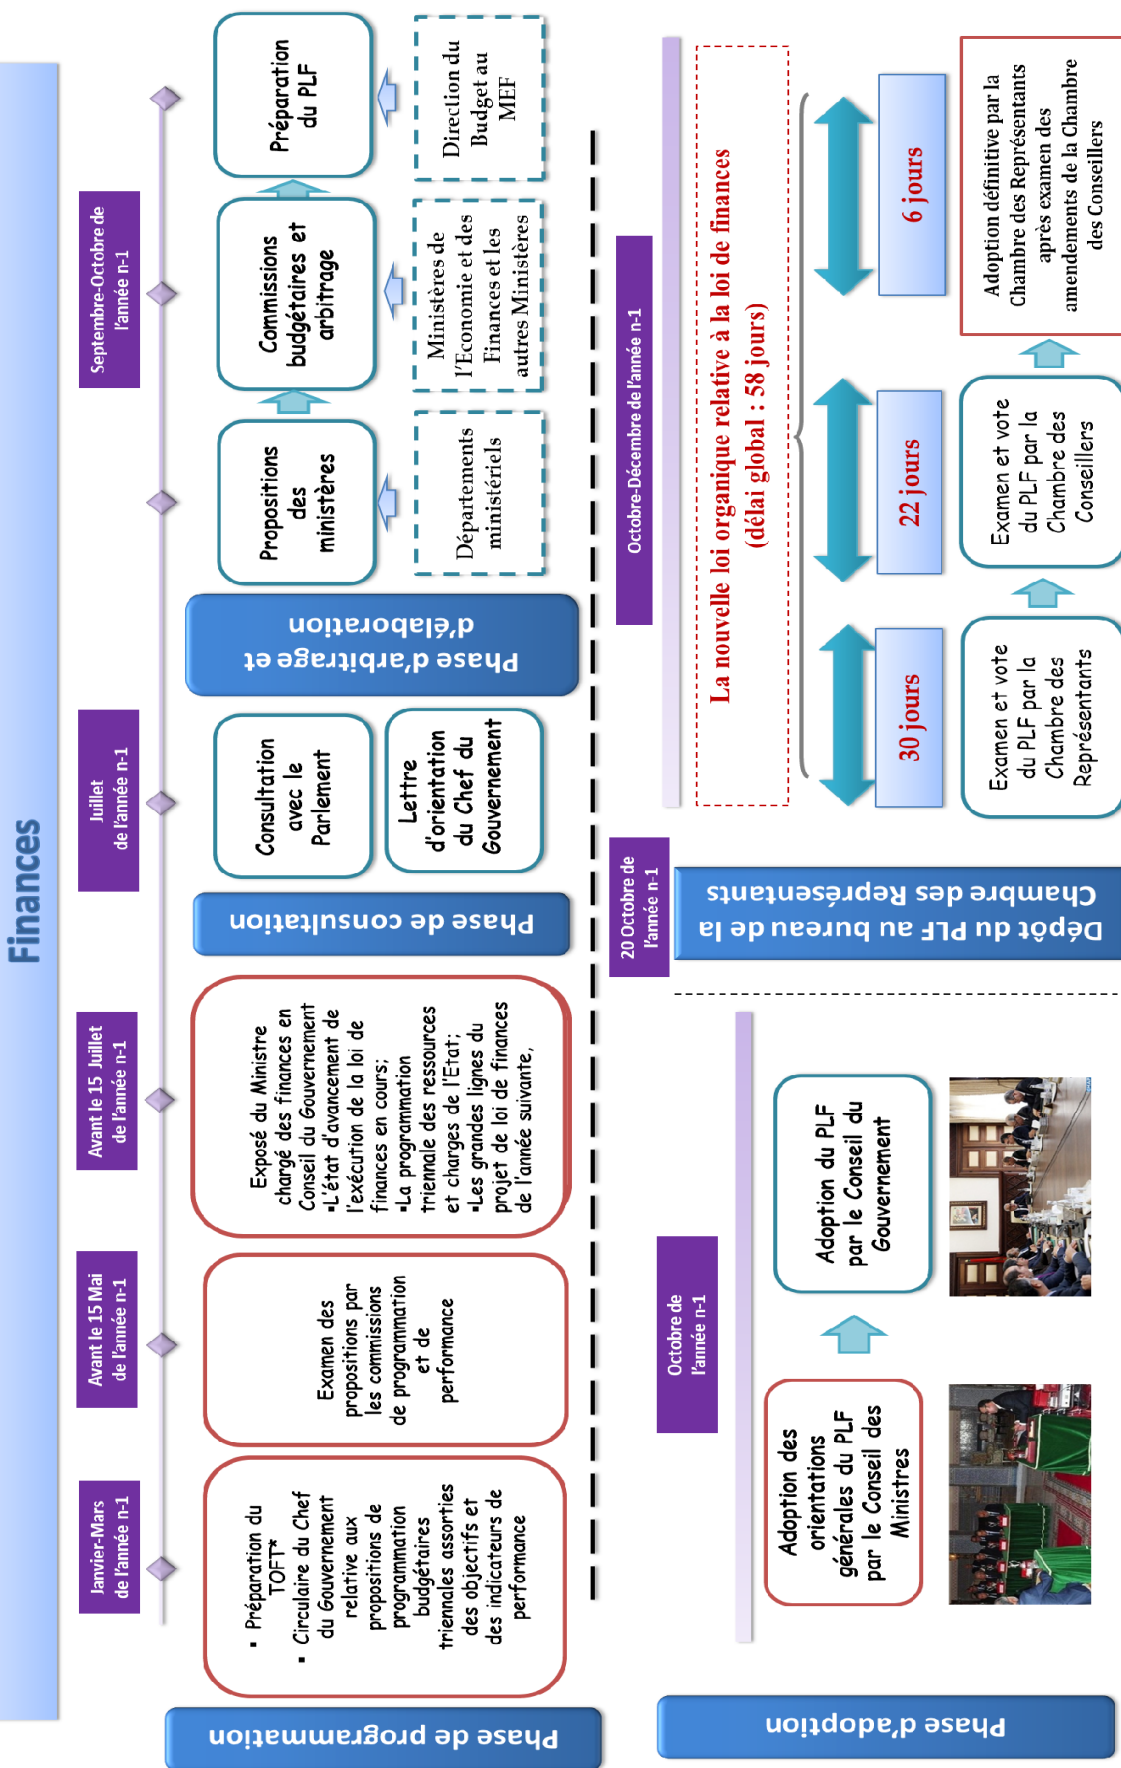 Finances
Phase de programmation
Janvier-Mars
de l'année n-1
▪ Préparation du
TOFT*
▪ Circulaire du Chef
du Gouvernement
relative aux
propositions de
programmation
budgétaires
triennales assorties
des objectifs et
des indicateurs de
performance
Avant le 15 Mai
de l'année n-1
Examen des
propositions par
les commissions
de programmation
et de
performance
Avant le 15 Juillet
de l'année n-1
Exposé du Ministre
chargé des finances en
Conseil du Gouvernement
▪L'état d'avancement de
l'exécution de la loi de
finances en cours;
▪La programmation
triennale des ressources
et charges de l'Etat;
▪Les grandes lignes du
projet de loi de finances
de l'année suivante,
Phase de consultation
Juillet
de l'année n-1
Consultation
avec le
Parlement
Lettre
d'orientation
du Chef du
Gouvernement
Phase d'arbitrage et
d'élaboration
Septembre-Octobre de
l'année n-1
Propositions
des
ministères
Départements
ministériels
Commissions
budgétaires et
arbitrage
Ministères de
l'Economie et des
Finances et les
autres Ministères
Préparation
du PLF
Direction du
Budget au
MEF
Phase d'adoption
Octobre de
l'année n-1
Adoption des
orientations
générales du PLF
par le Conseil des
Ministres
Adoption du PLF
par le Conseil du
Gouvernement
20 Octobre de
l'année n-1
Dépôt du PLF au bureau de la
Chambre des Représentants
Octobre-Décembre de l'année n-1
La nouvelle loi organique relative à la loi de finances
(délai global : 58 jours)
30 jours
Examen et vote
du PLF par la
Chambre des
Représentants
22 jours
Examen et vote
du PLF par la
Chambre des
Conseillers
6 jours
Adoption définitive par la
Chambre des Représentants
après examen des
amendements de la Chambre
des Conseillers